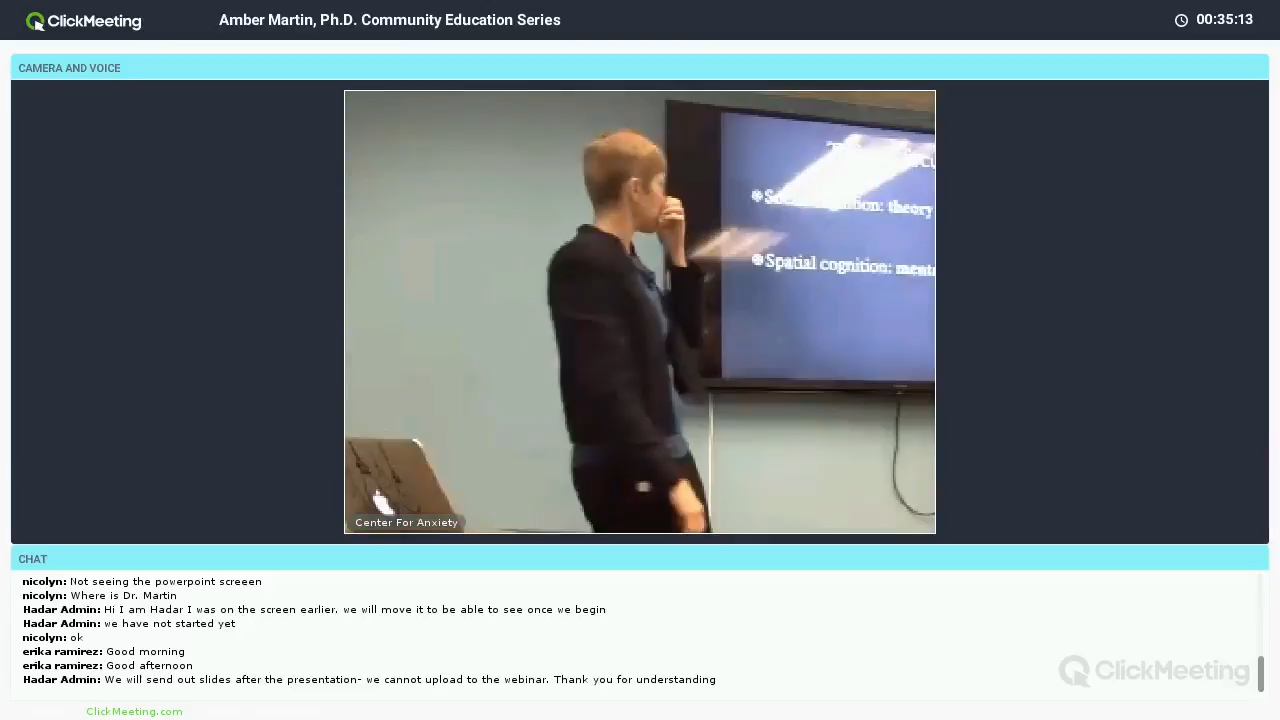 ClickMeeting
Amber Martin, Ph.D. Community Education Series
00:35:13
CAMERA AND VOICE
cognition: theory
Spatial cognition:
Center For Anxiety
CHAT
nicolyn: Not seeing the powerpoint screeen
nicolyn: Where is Dr. Martin
Hadar Admin: Hi I am Hadar I was on the screen earlier. we will move it to be able to see once we begin
Hadar Admin: we have not started yet
nicolyn: ok
erika ramirez: Good morning
erika ramirez: Good afternoon
Hadar Admin: We will send out slides after the presentation- we cannot upload to the webinar. Thank you for understanding
ClickMeeting
ClickMeeting.com